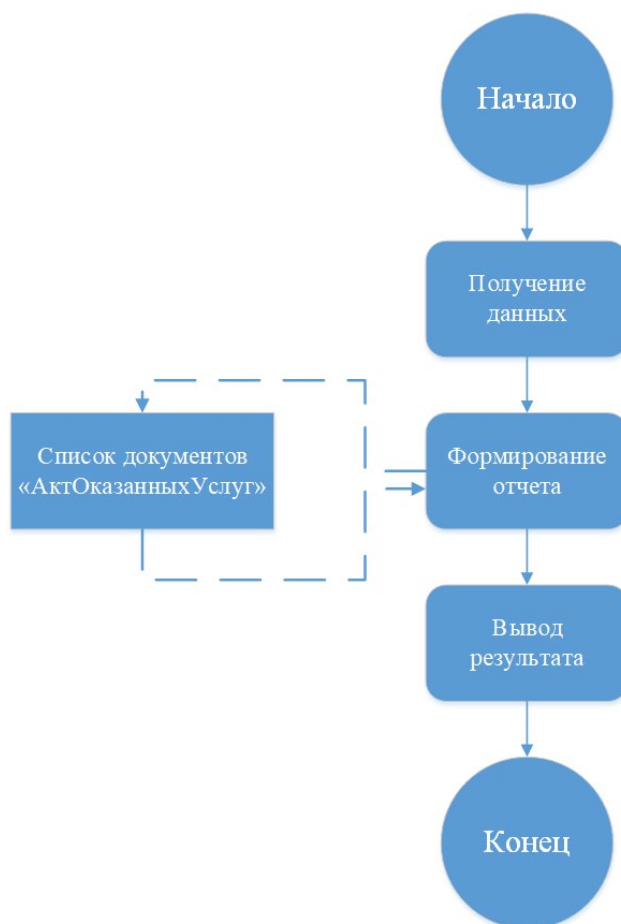 Начало
Получение
данных
Список документов
«АктОказанныхУслуг»
Формирование
отчета
Вывод
результата
Конец